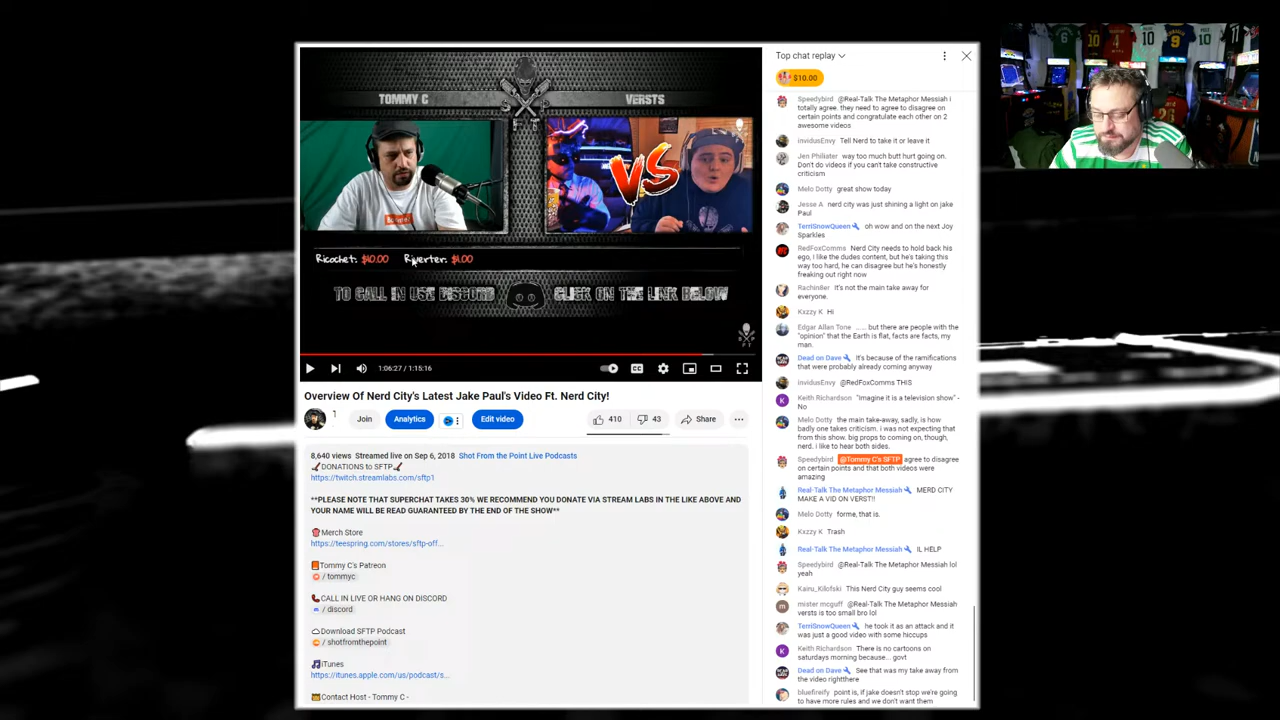 TOMMY C
VERSTS
VS
Ricochet: $10.00 Riverter: $1.00
TO CALL IN USE DISCORD CLICK ON THE LINK BELOW
1:06:27 / 1:15:16
CC
Overview Of Nerd City's Latest Jake Paul's Video Ft. Nerd City!
Join
Analytics
Edit video
410
43
Share
8,640 views Streamed live on Sep 6, 2018 Shot From the Point Live Podcasts
DONATIONS to SFTP
https://twitch.streamlabs.com/sftp1
**PLEASE NOTE THAT SUPERCHAT TAKES 30% WE RECOMMEND YOU DONATE VIA STREAM LABS IN THE LIKE ABOVE AND
YOUR NAME WILL BE READ GUARANTEED BY THE END OF THE SHOW**
Merch Store
https://teespring.com/stores/sftp-off...
Tommy C's Patreon
/ tommyc
CALL IN LIVE OR HANG ON DISCORD
/ discord
Download SFTP Podcast
/ shotfromthepoint
iTunes
https://itunes.apple.com/us/podcast/s...
Contact Host - Tommy C -
Top chat replay
$10.00
Speedybird @Real-Talk The Metaphor Messiah i
totally agree. they need to agree to disagree on
certain points and congratulate each other on 2
awesome videos
invidusEnvy Tell Nerd to take it or leave it
Jen Philiater way too much butt hurt going on.
Don't do videos if you can't take constructive
criticism
Melo Dotty great show today
Jesse A nerd city was just shining a light on jake
Paul
TerriSnowQueen oh wow and on the next Joy
Sparkles
RedFoxComms Nerd City needs to hold back his
ego, i like the dudes content, but he's taking this
way too hard, he can disagree but he's honestly
freaking out right now
Rachin8er it's not the main take away for
everyone.
Kxzzy K Hi
Edgar Allan Tone ...... but there are people with the
"opinion" that the Earth is flat, facts are facts, my
man.
Dead on Dave It's because of the ramifications
that were probably already coming anyway
invidusEnvy @RedFoxComms THIS
Keith Richardson "Imagine it is a television show" -
No
Melo Dotty the main take-away, sadly, is how
badly one takes criticism. i was not expecting that
from this show. big props to coming on, though,
nerd. i like to hear both sides.
Speedybird @Tommy C's SFTP agree to disagree
on certain points and that both videos were
amazing
Real-Talk The Metaphor Messiah MERD CITY
MAKE A VID ON VERST!!
Melo Dotty forme, that is.
Kxzzy K Trash
Real-Talk The Metaphor Messiah IL HELP
Speedybird @Real-Talk The Metaphor Messiah lol
yeah
Kairu_Kilofski This Nerd City guy seems cool
mister mcguff @Real-Talk The Metaphor Messiah
versts is too small bro lol
TerriSnowQueen he took it as an attack and it
was just a good video with some hiccups
Keith Richardson There is no cartoons on
saturdays morning because... govt
Dead on Dave See that was my take away from
the video rightthere
bluefireify point is, if jake doesn't stop we're going
to have more rules and we don't want them